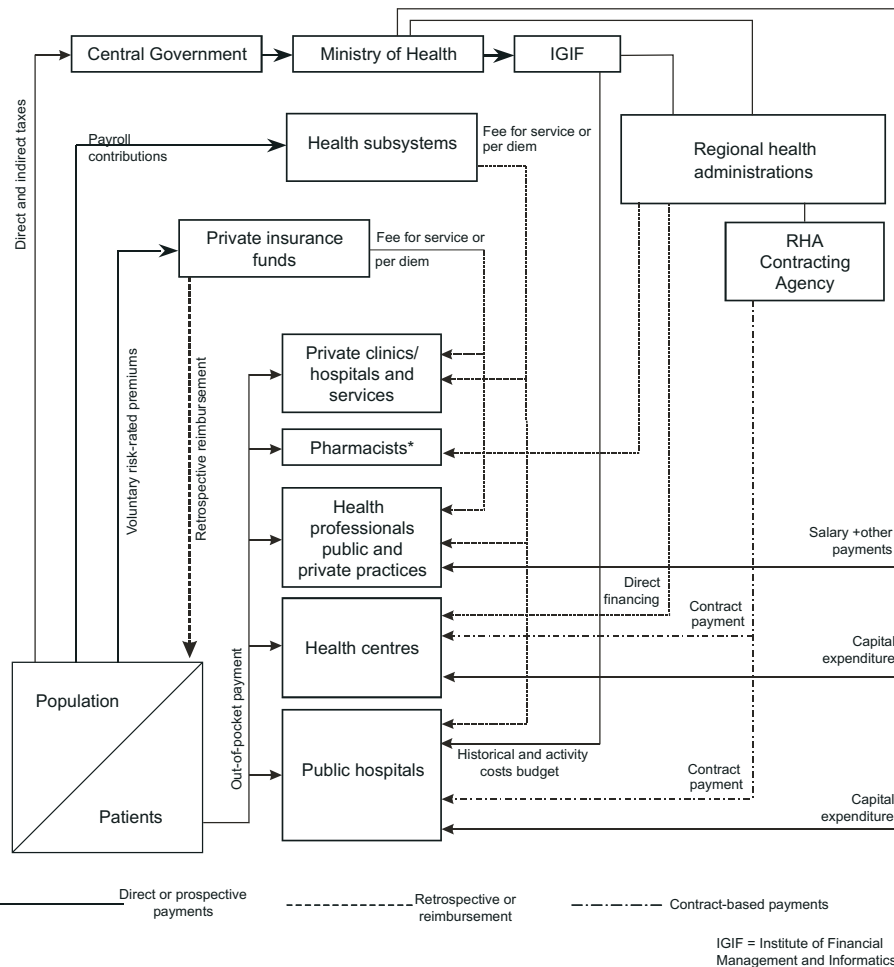 Central Government
Ministry of Health
IGIF
Direct and indirect taxes
Payroll
contributions
Health subsystems
Fee for service or
per diem
Regional health
administrations
Private insurance
funds
Fee for service or
per diem
RHA
Contracting
Agency
Voluntary risk-rated premiums
Retrospective reimbursement
Private clinics/
hospitals and
services
Pharmacists*
Health
professionals
public and
private practices
Salary +other
payments
Direct
financing
Contract
payment
Health centres
Capital
expenditure
Out-of-pocket payment
Population
Patients
Public hospitals
Historical and activity
costs budget
Contract
payment
Capital
expenditure
Direct or prospective
payments
Retrospective or
reimbursement
Contract-based payments
IGIF = Institute of Financial
Management and Informatics